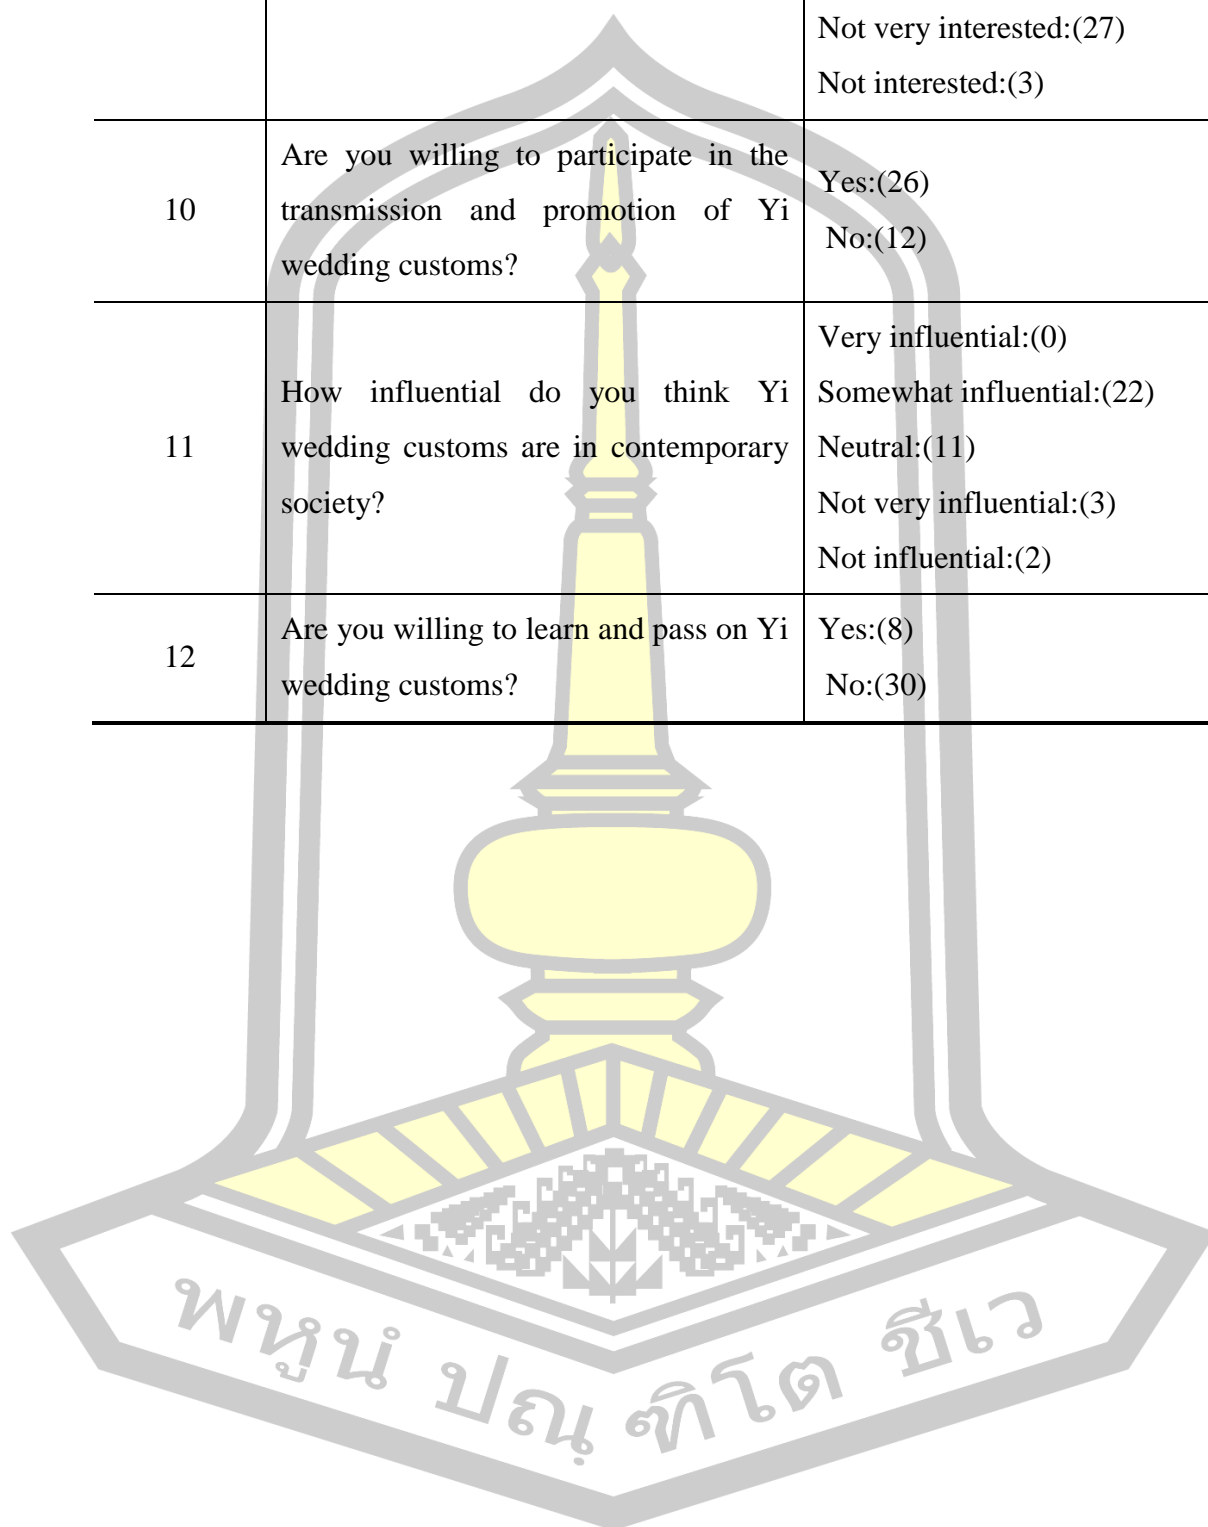 Not very interested:(27)
Not interested:(3)
10
Are you willing to participate in the
transmission and promotion of Yi
wedding customs?
Yes:(26)
No:(12)
11
How influential do you think Yi
wedding customs are in contemporary
society?
Very influential:(0)
Somewhat influential:(22)
Neutral:(11)
Not very influential:(3)
Not influential:(2)
12
Are you willing to learn and pass on Yi
wedding customs?
Yes:(8)
No:(30)
พหูนํ ปณฺฑิโต ชีเว